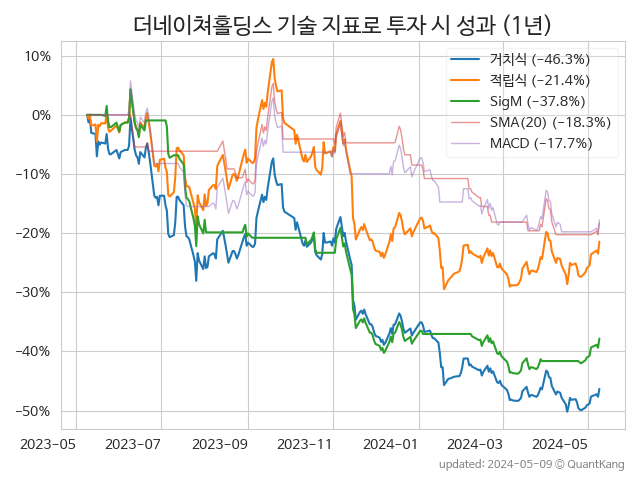 더네이쳐홀딩스 기술 지표로 투자 시 성과 (1년)
거치식 (−46.3%)
적립식 (−21.4%)
SigM (−37.8%)
SMA(20) (−18.3%)
MACD (−17.7%)
10%
0%
−10%
−20%
−30%
−40%
−50%
2023-05 2023-07 2023-09 2023-11 2024-01 2024-03 2024-05
updated: 2024-05-09 ⓒ QuantKang